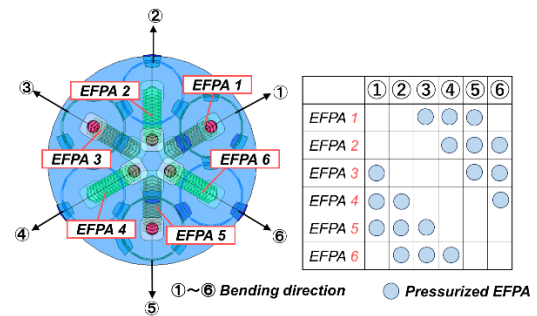 ②
EFPA 2
EFPA 1
③
①
EFPA 3
EFPA 6
④
EFPA 4
EFPA 5
⑥
⑤
① ② ③ ④ ⑤ ⑥
EFPA 1
EFPA 2
EFPA 3
EFPA 4
EFPA 5
EFPA 6
①～⑥ Bending direction
Pressurized EFPA